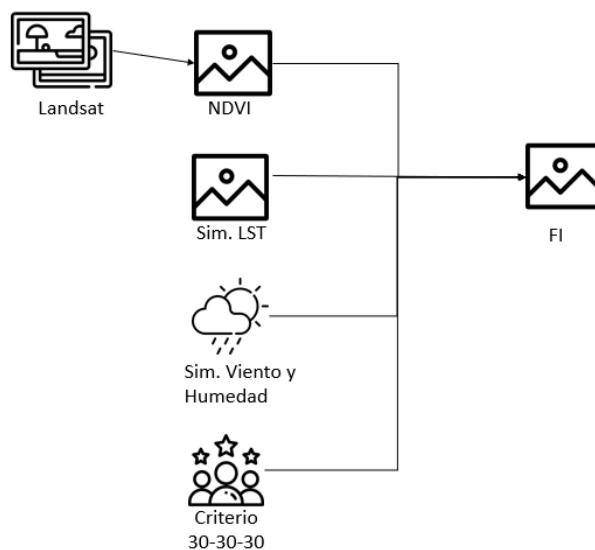 Landsat
NDVI
Sim. LST
FI
Sim. Viento y
Humedad
Criterio
30-30-30